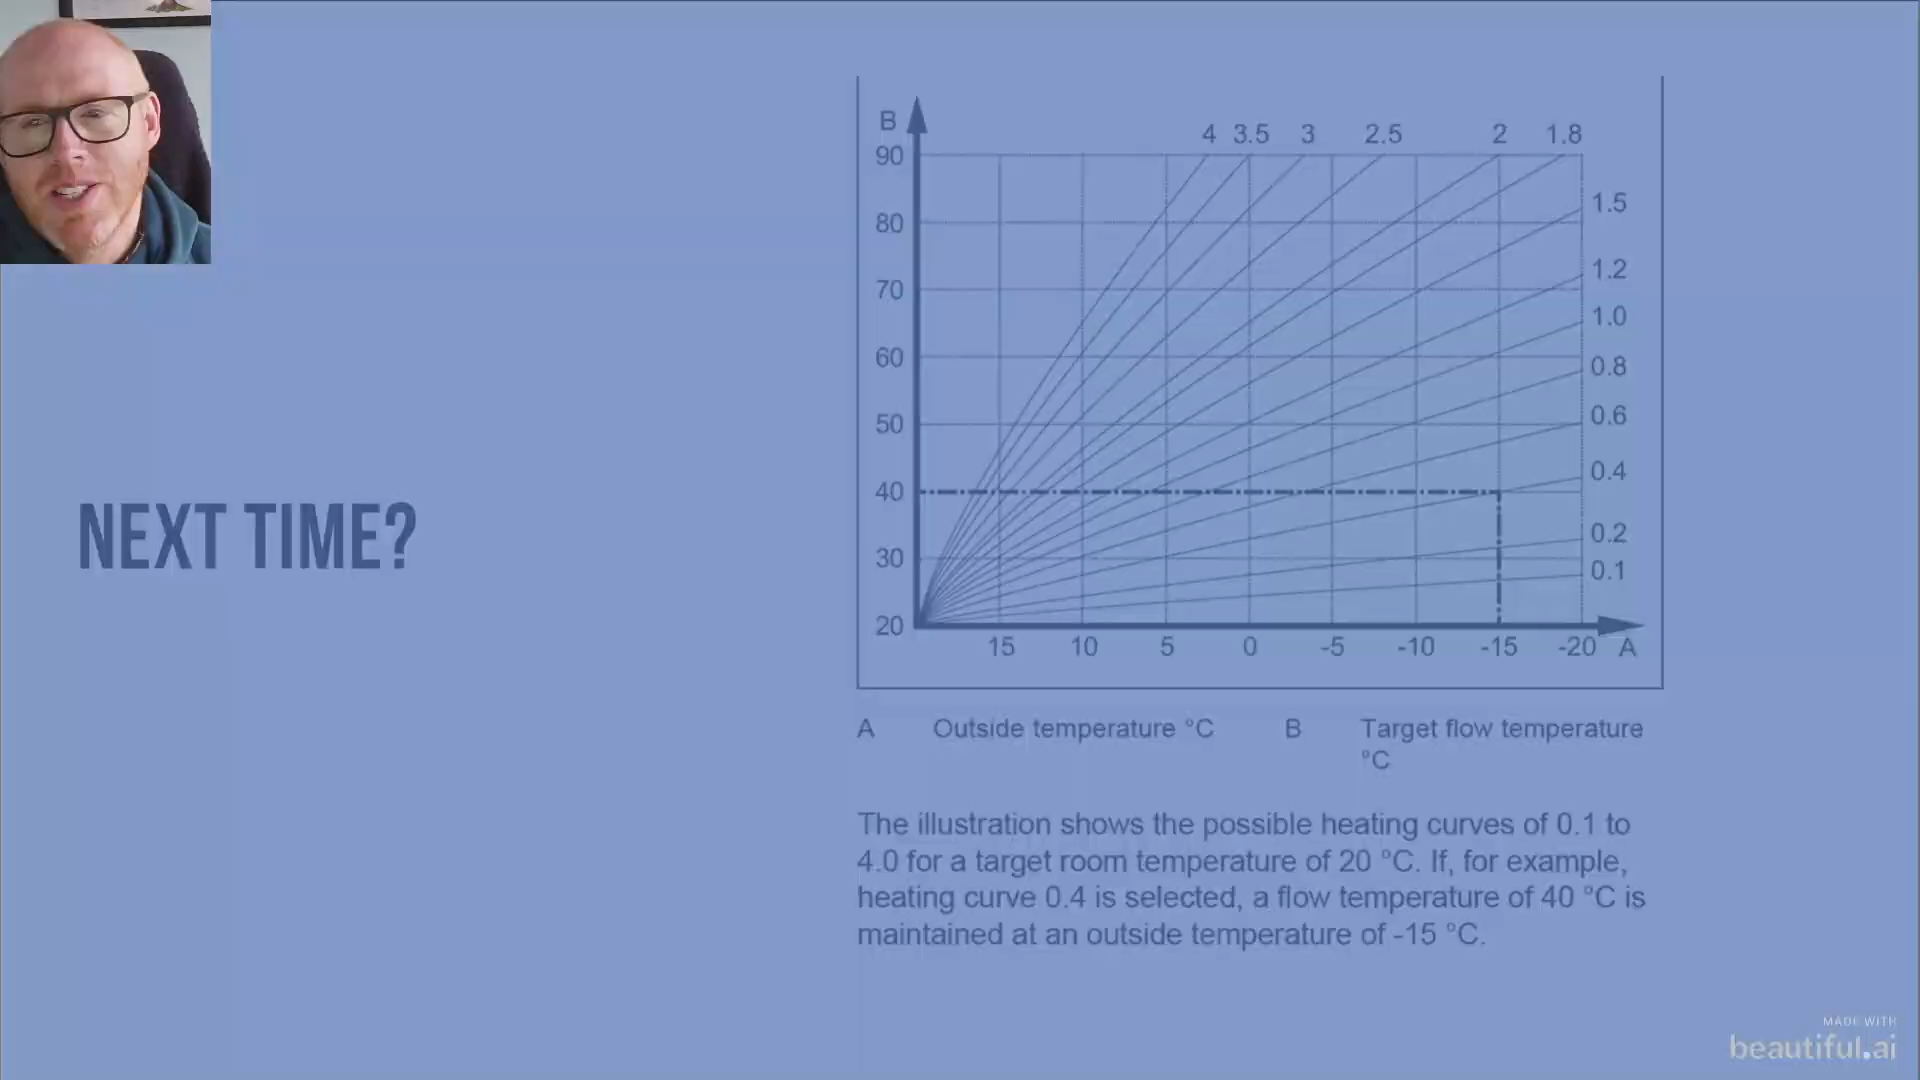 NEXT TIME?
B
4 3.5 3 2.5 2 1.8
90
80
70
60
50
40
30
20
1.5
1.2
1.0
0.8
0.6
0.4
0.2
0.1
15 10 5 0 -5 -10 -15 -20 A
A Outside temperature °C B Target flow temperature
°C
The illustration shows the possible heating curves of 0.1 to
4.0 for a target room temperature of 20 °C. If, for example,
heating curve 0.4 is selected, a flow temperature of 40 °C is
maintained at an outside temperature of -15 °C.
MADE WITH
beautiful.ai